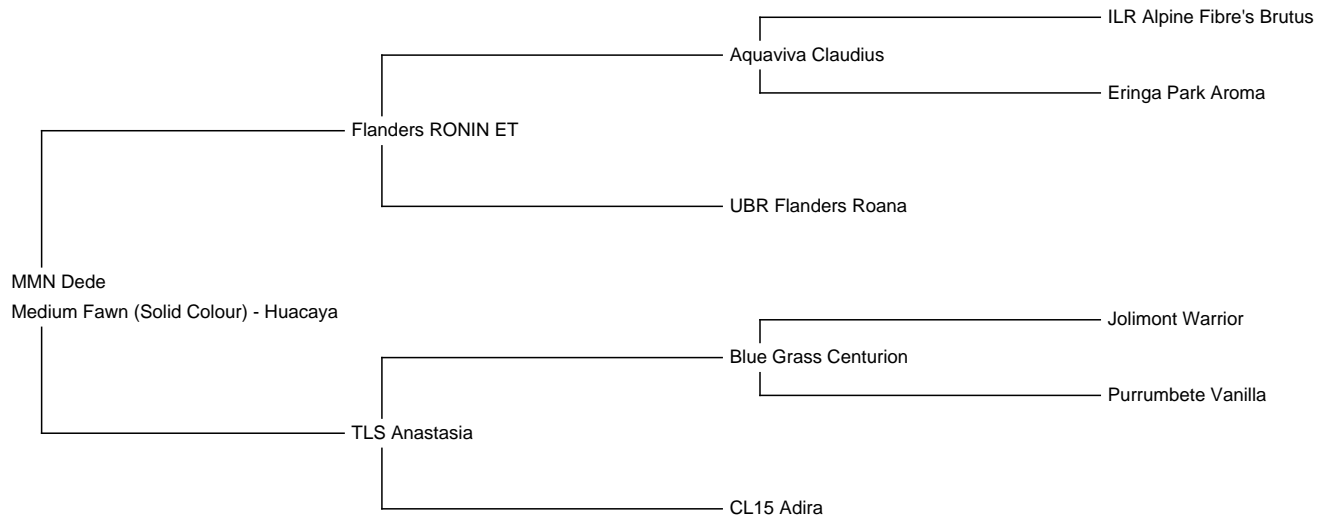 ILR Alpine Fibre's Brutus
Aquaviva Claudius
Eringa Park Aroma
Flanders RONIN ET
UBR Flanders Roana
MMN Dede
Medium Fawn (Solid Colour) - Huacaya
Jolimont Warrior
Blue Grass Centurion
Purrumbete Vanilla
TLS Anastasia
CL15 Adira